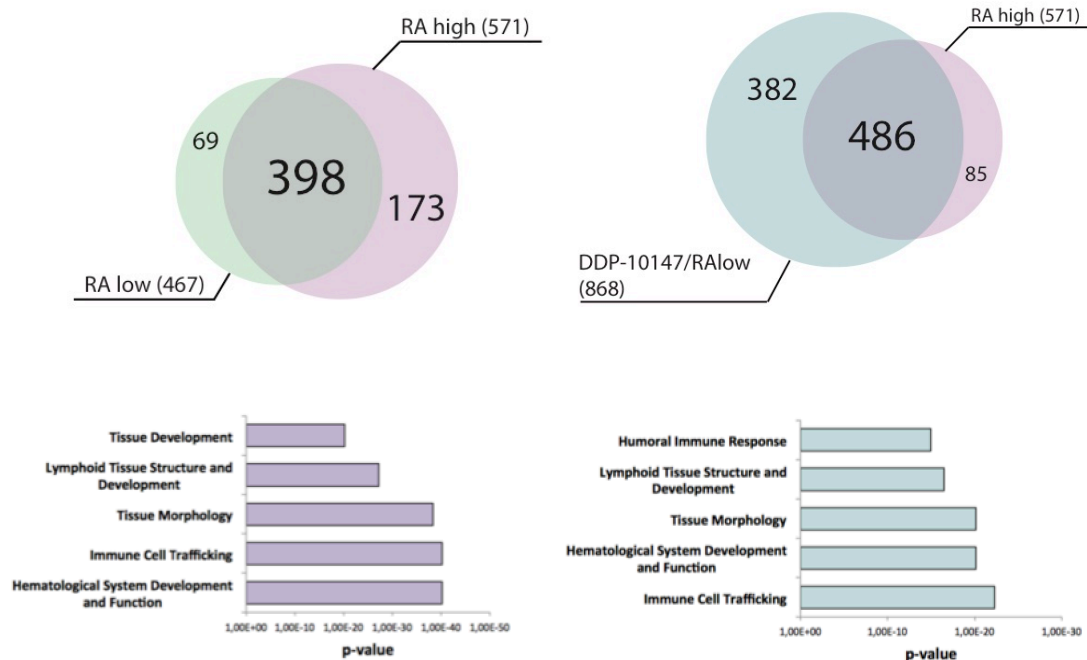 RA high (571)
69
398
173
RA low (467)
RA high (571)
382
486
85
DDP-10147/RAlow
(868)
Tissue Development
Lymphoid Tissue Structure and
Development
Tissue Morphology
Immune Cell Trafficking
Hematological System Development
and Function
1,00E+00 1,00E-10 1,00E-20 1,00E-30 1,00E-40 1,00E-50
p-value
Humoral Immune Response
Lymphoid Tissue Structure and
Development
Tissue Morphology
Hematological System Development
and Function
Immune Cell Trafficking
1,00E+00 1,00E-10 1,00E-20 1,00E-30
p-value